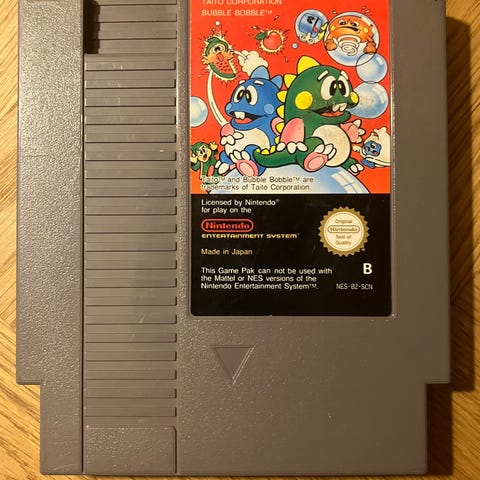 TAITO CORPORATION
BUBBLE BOBBLE™
Taito™ and Bubble Bobble™ are
trademarks of Taito Corporation.
Licensed by Nintendo®
for play on the
Nintendo
ENTERTAINMENT SYSTEM™
Made in Japan
Original
Nintendo
Seal of
Quality
This Game Pak can not be used with
the Mattel or NES versions of the
Nintendo Entertainment System™.
B
NES-B2-SCN